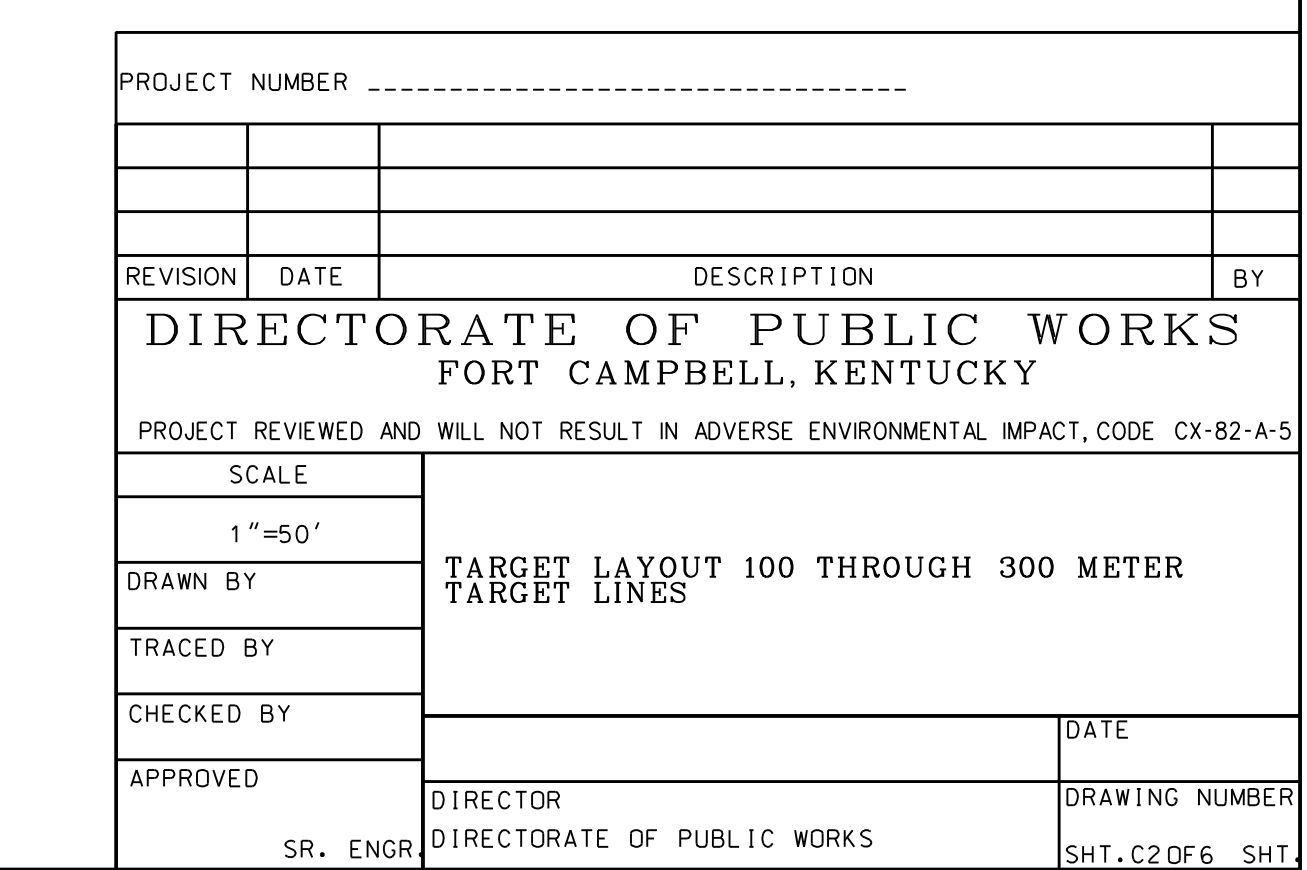 PROJECT NUMBER _________________________________
REVISION DATE DESCRIPTION BY
DIRECTORATE OF PUBLIC WORKS
FORT CAMPBELL, KENTUCKY
PROJECT REVIEWED AND WILL NOT RESULT IN ADVERSE ENVIRONMENTAL IMPACT, CODE CX-82-A-5
SCALE
1"=50'
TARGET LAYOUT 100 THROUGH 300 METER
TARGET LINES
DRAWN BY
TRACED BY
CHECKED BY
APPROVED
SR. ENGR.
DATE
DIRECTOR
DIRECTORATE OF PUBLIC WORKS
DRAWING NUMBER
SHT.C2 OF6 SHT.